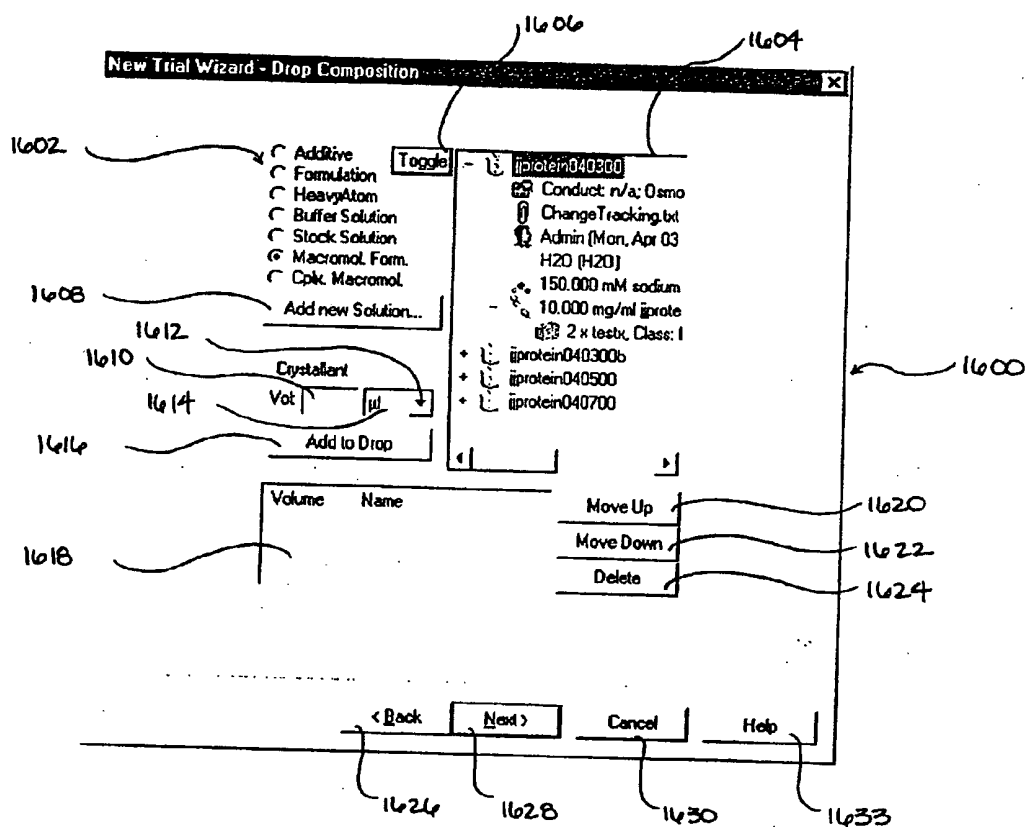 1606
1604
New Trial Wizard - Drop Composition
1602
Additive
Formulation
HeavyAtom
Buffer Solution
Stock Solution
Macromol. Form.
Cplx. Macromol.
Toggle
jjprotein040300
Conduct: n/a; 0 smo
ChangeTracking.txt
Admin (Mon, Apr 03
H2O (H2O)
150.000 mM sodium
10.000 mg/ml jjprote
2 x testx, Class: I
jjprotein040300b
jjprotein040500
jjprotein040700
1608
Add new Solution...
1612
1610
Crystallant
Vol:
µl
1600
1614
1616
Add to Drop
Volume Name
1618
Move Up
1620
Move Down
1622
Delete
1624
< Back
Next >
Cancel
Help
1626
1628
1630
1633